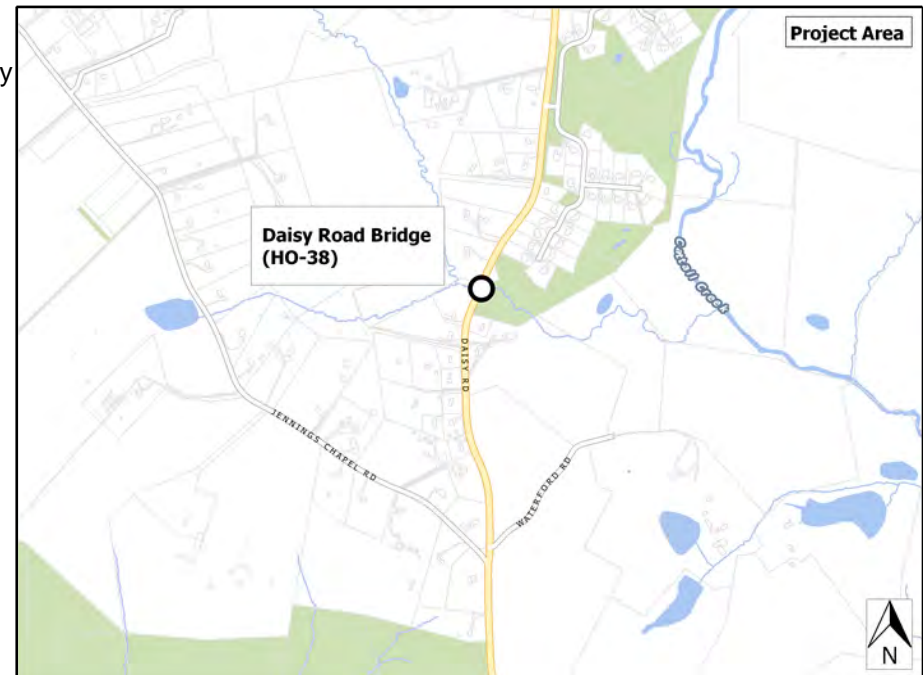 y
Project Area
Daisy Road Bridge
(HO-38)
Cattail Creek
DAISY RD
JENNINGS CHAPEL RD
WATERFORD RD
N